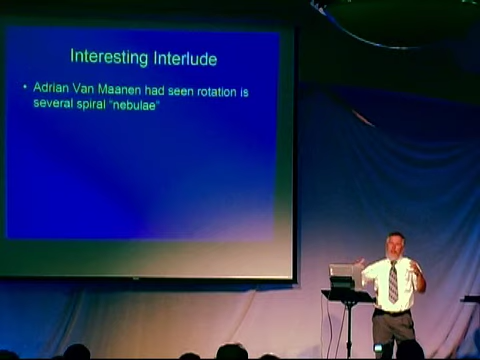 Interesting Interlude
• Adrian Van Maanen had seen rotation is
several spiral "nebulae"